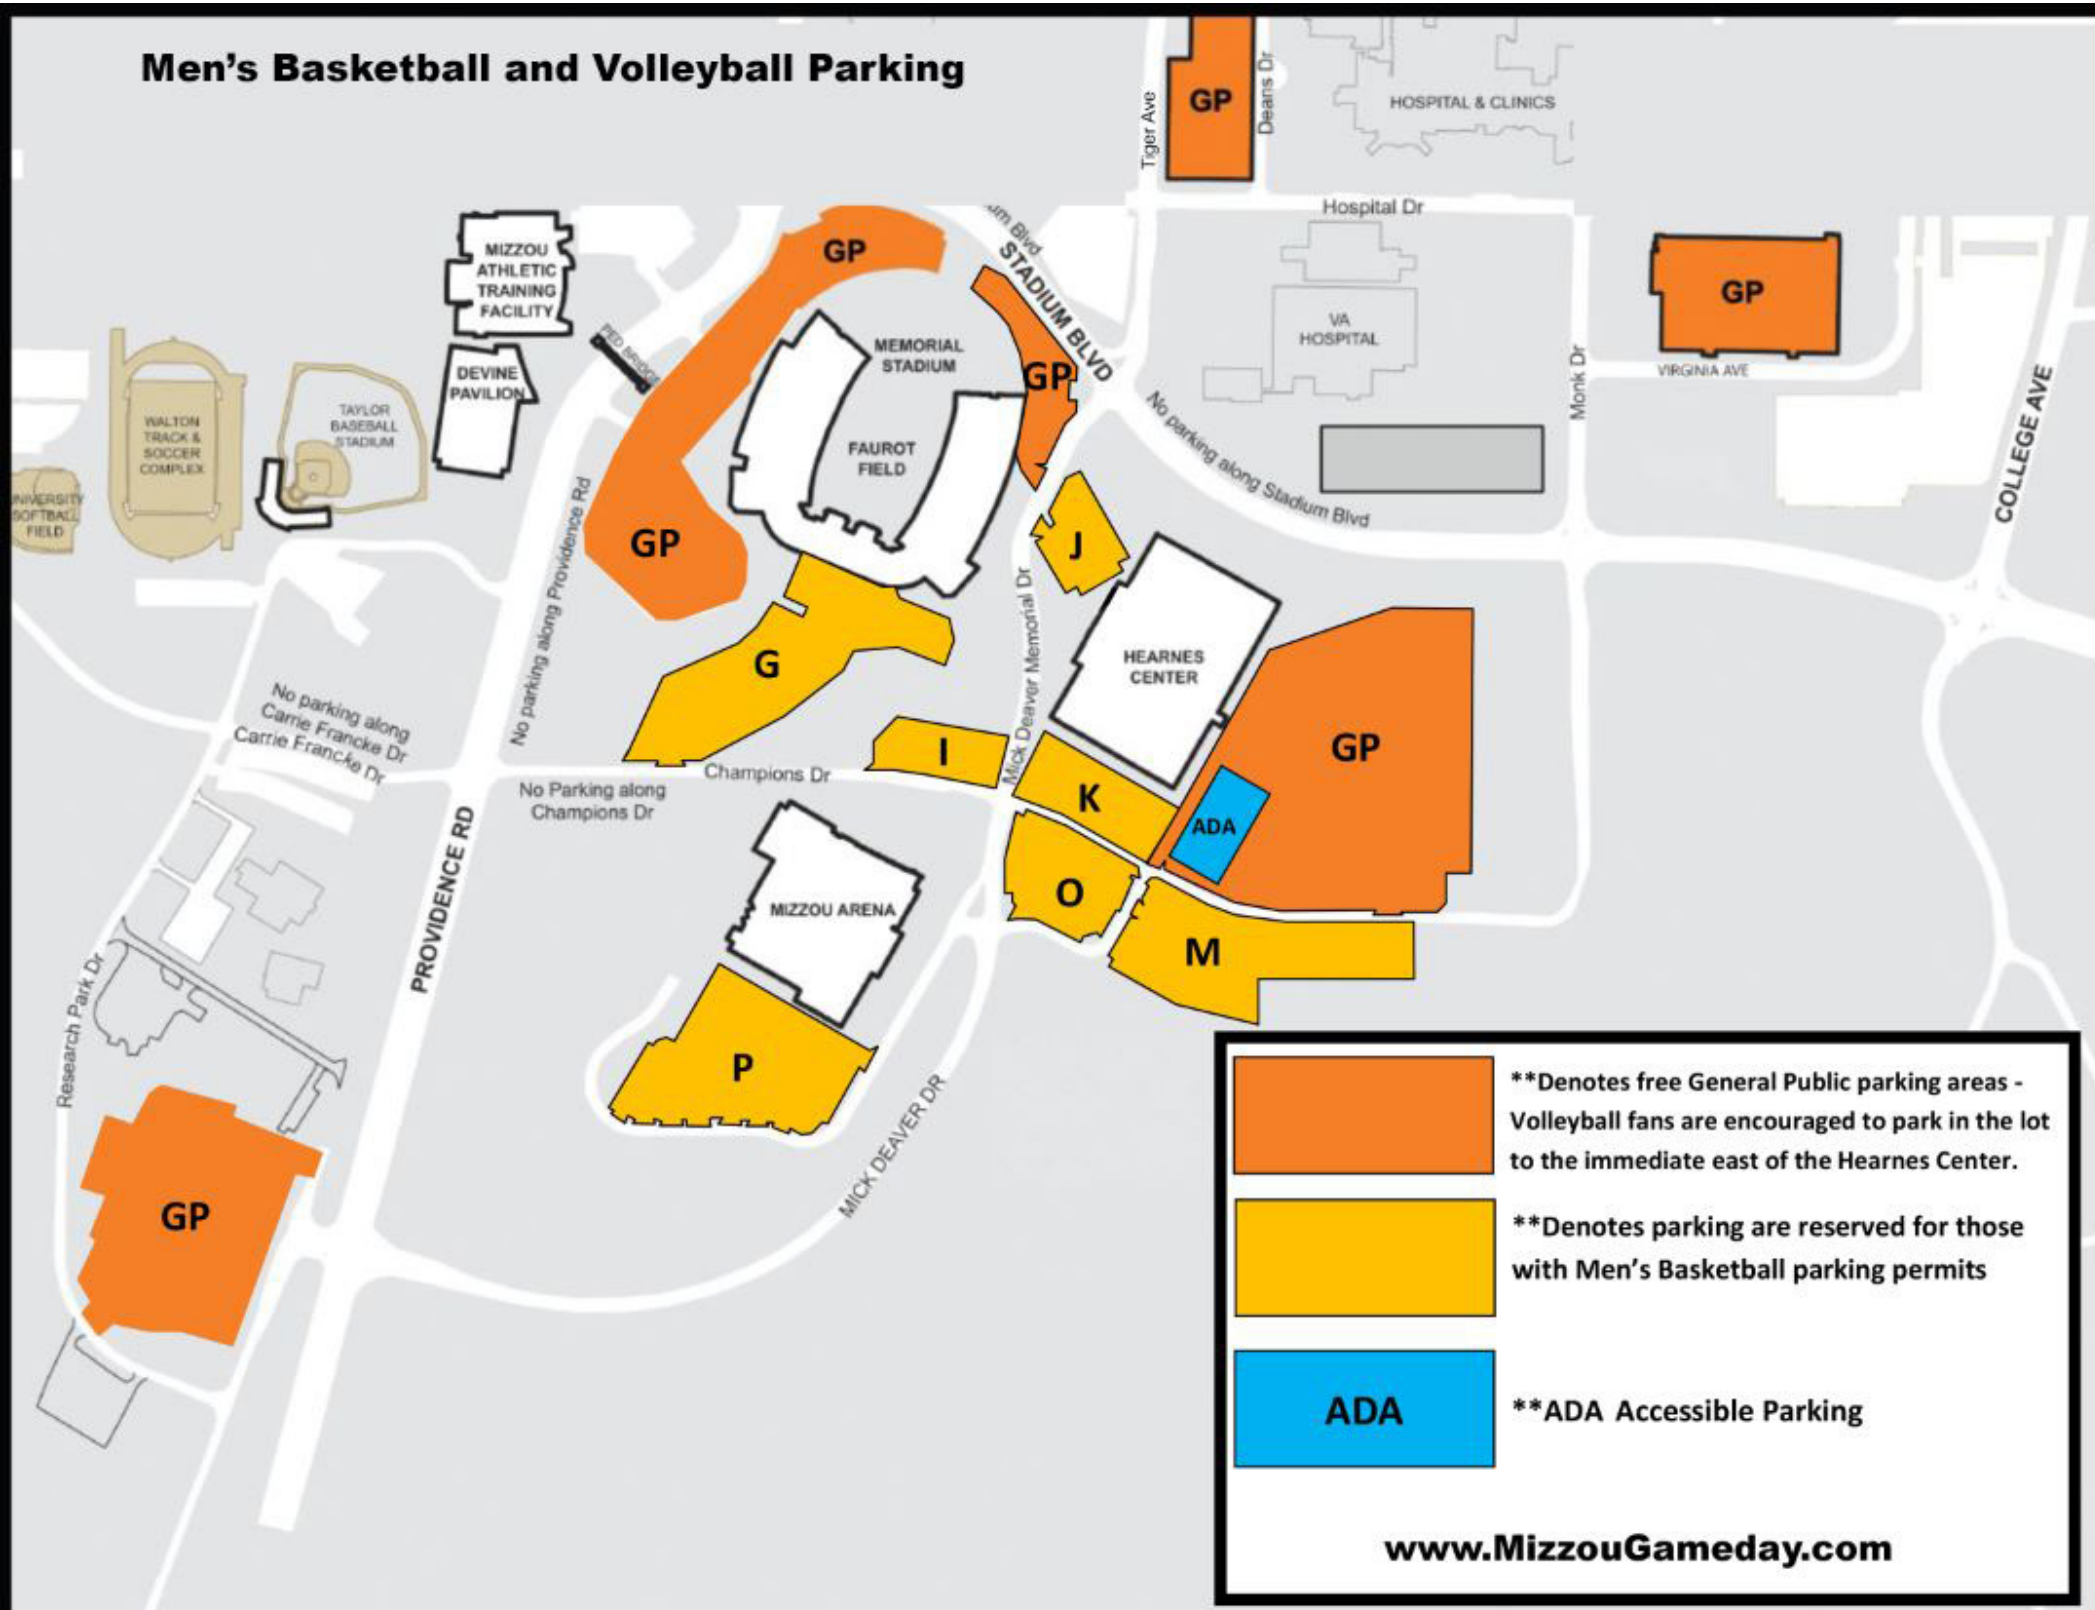 Men's Basketball and Volleyball Parking
GP
Tiger Ave
Deans Dr
HOSPITAL & CLINICS
Hospital Dr
MIZZOU
ATHLETIC
TRAINING
FACILITY
GP
Blvd
STADIUM BLVD
GP
VA
HOSPITAL
GP
VIRGINIA AVE
Monk Dr
COLLEGE AVE
PED BRIDGE
DEVINE
PAVILION
MEMORIAL
STADIUM
FAUROT
FIELD
WALTON
TRACK &
SOCCER
COMPLEX
TAYLOR
BASEBALL
STADIUM
UNIVERSITY
SOFTBALL
FIELD
No parking along Stadium Blvd
No parking along Providence Rd
GP
J
Mick Deaver Memorial Dr
HEARNES
CENTER
G
GP
No parking along
Carrie Francke Dr
Carrie Francke Dr
I
Champions Dr
No Parking along
Champions Dr
K
ADA
PROVIDENCE RD
MIZZOU ARENA
O
M
Research Park Dr
P
MICK DEAVER DR
GP
**Denotes free General Public parking areas -
Volleyball fans are encouraged to park in the lot
to the immediate east of the Hearnes Center.
**Denotes parking are reserved for those
with Men's Basketball parking permits
ADA
**ADA Accessible Parking
www.MizzouGameday.com